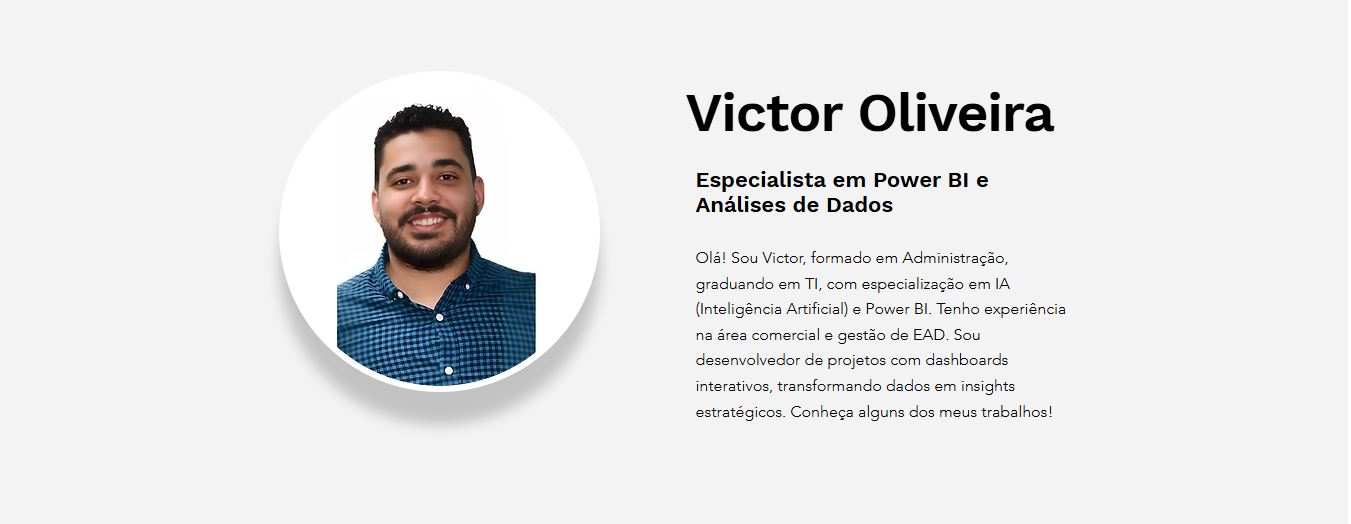 Victor Oliveira
Especialista em Power BI e
Análises de Dados
Olá! Sou Victor, formado em Administração,
graduando em TI, com especialização em IA
(Inteligência Artificial) e Power BI. Tenho experiência
na área comercial e gestão de EAD. Sou
desenvolvedor de projetos com dashboards
interativos, transformando dados em insights
estratégicos. Conheça alguns dos meus trabalhos!